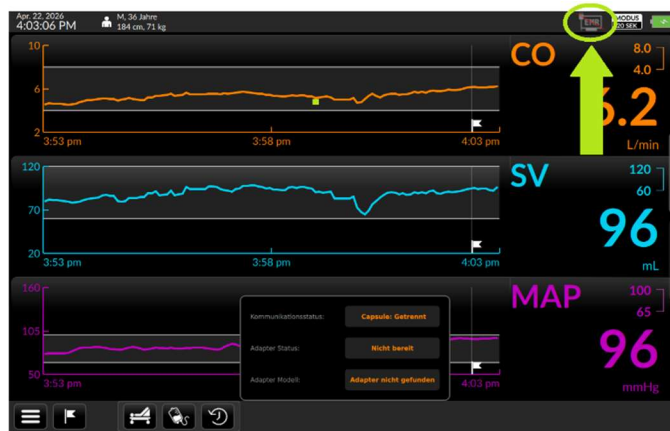 Apr. 22, 2026
4:03:06 PM
M, 36 Jahre
184 cm, 71 kg
EMR
MODUS
20 SEK
10
6
2
3:53 pm
3:58 pm
4:03 pm
CO
8.0
4.0
6.2
L/min
120
70
20
3:53 pm
3:58 pm
4:03 pm
SV
120
60
96
mL
160
105
50
3:53 pm
4:03 pm
MAP
100
65
96
mmHg
Kommunikationsstatus:
Capsule: Getrennt
Adapter Status:
Nicht bereit
Adapter Modell:
Adapter nicht gefunden